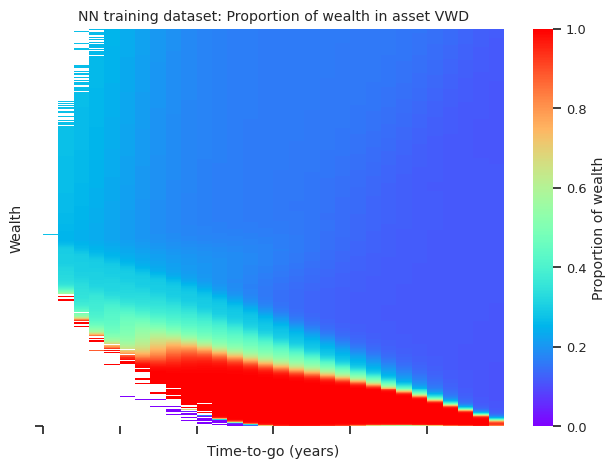 NN training dataset: Proportion of wealth in asset VWD
Wealth
Time-to-go (years)
1.0
0.8
0.6
0.4
0.2
0.0
Proportion of wealth